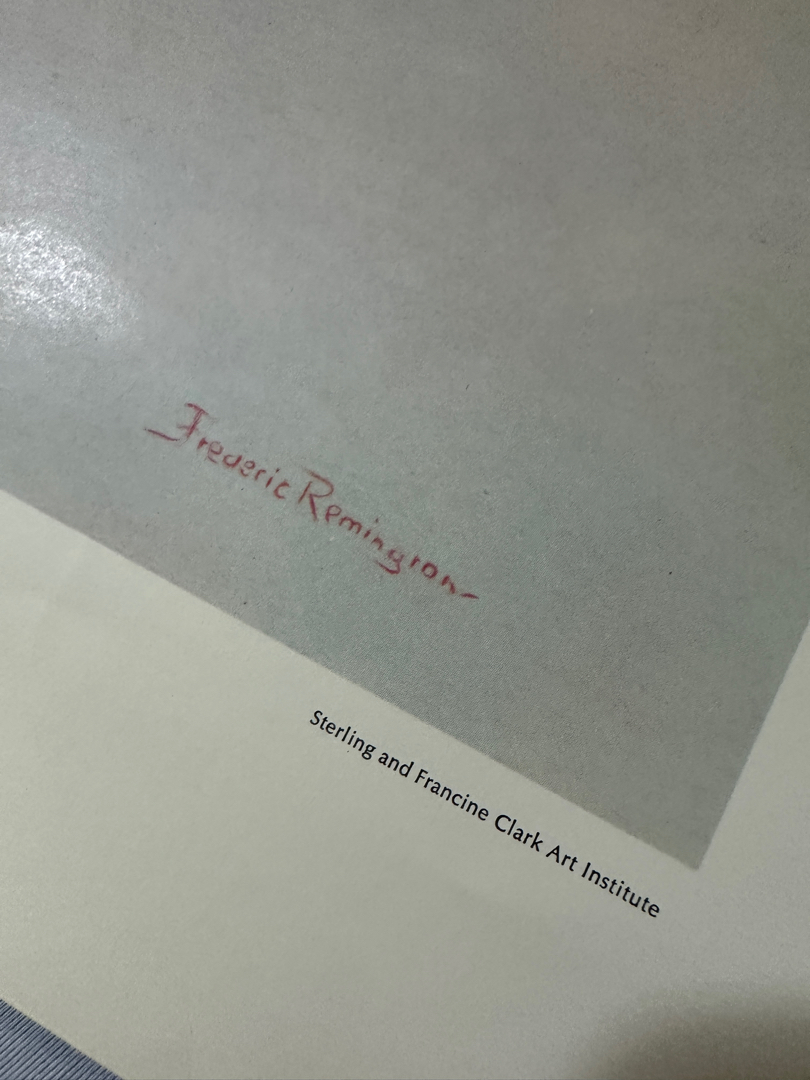 Frederic Remington
Sterling and Francine Clark Art Institute